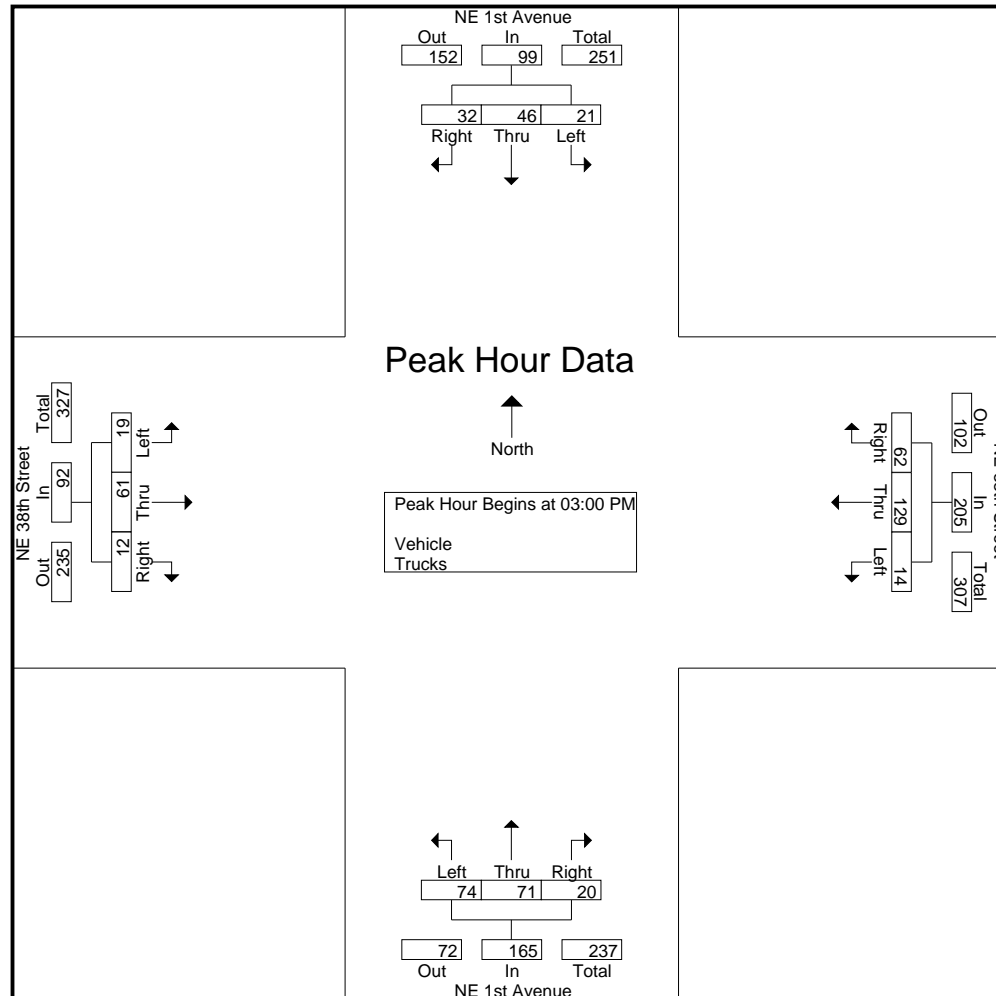 NE 1st Avenue
Out In Total
152 99 251
32 46 21
Right Thru Left
Peak Hour Data
North
Peak Hour Begins at 03:00 PM
Vehicle
Trucks
NE 38th Street
Out In Total
235 92 327
12 61 19
Right Thru Left
Right Thru Left
62 129 14
Out In Total
102 205 307
Left Thru Right
74 71 20
72 165 237
Out In Total
NE 1st Avenue